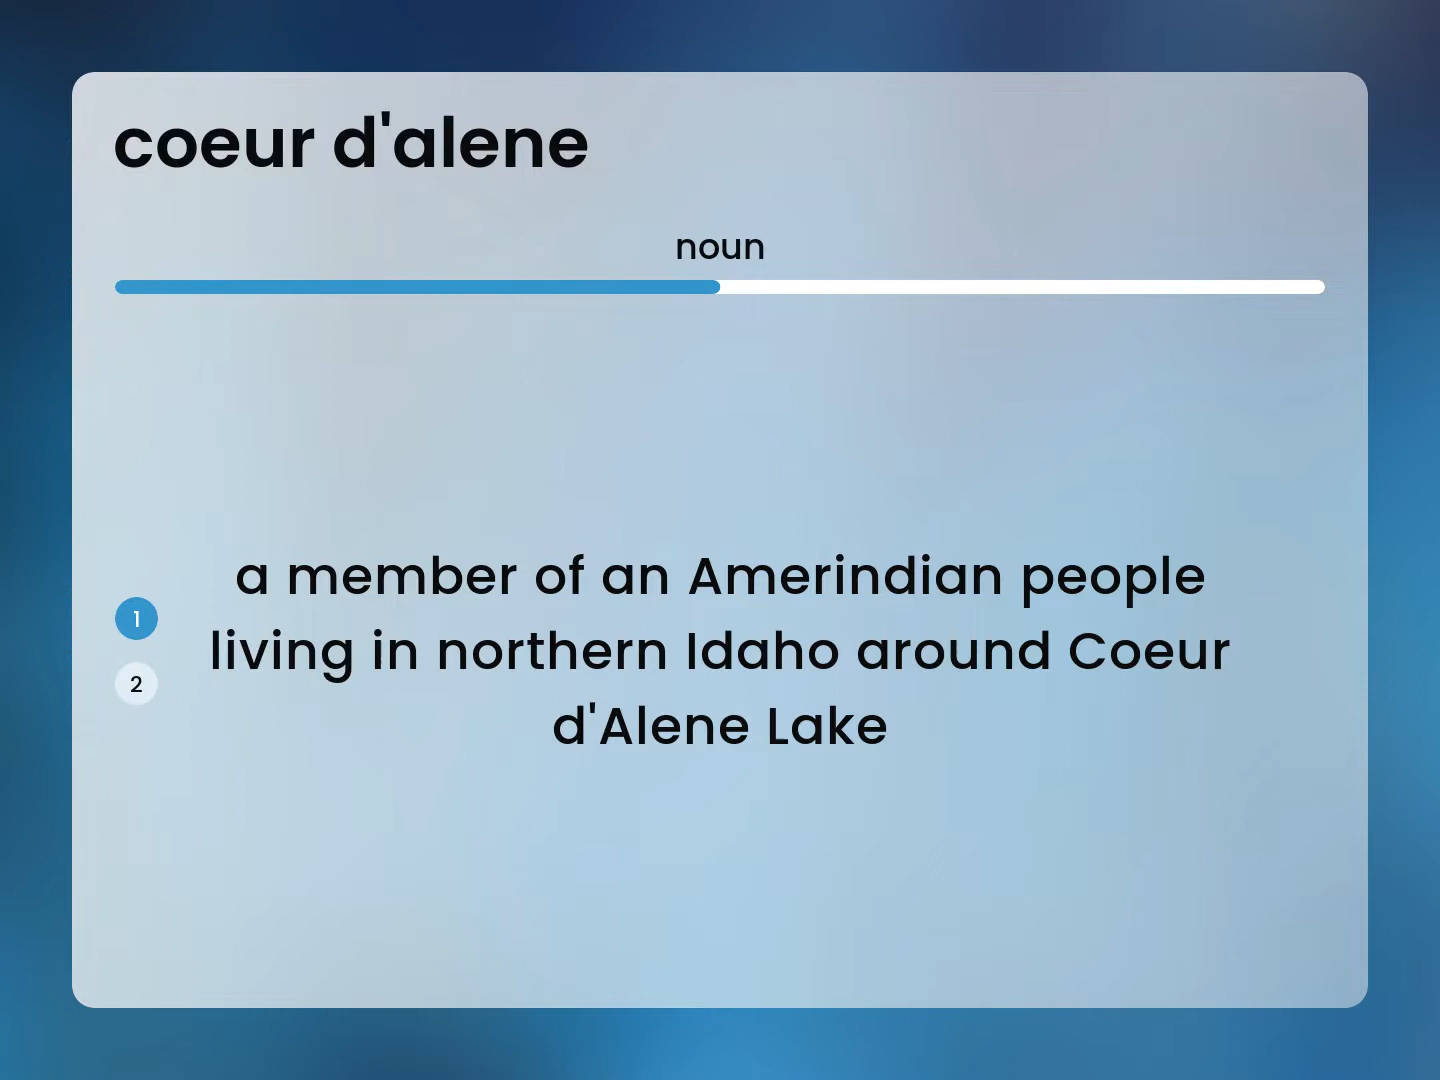 coeur d'alene
noun
a member of an Amerindian people
living in northern Idaho around Coeur
d'Alene Lake
1
2